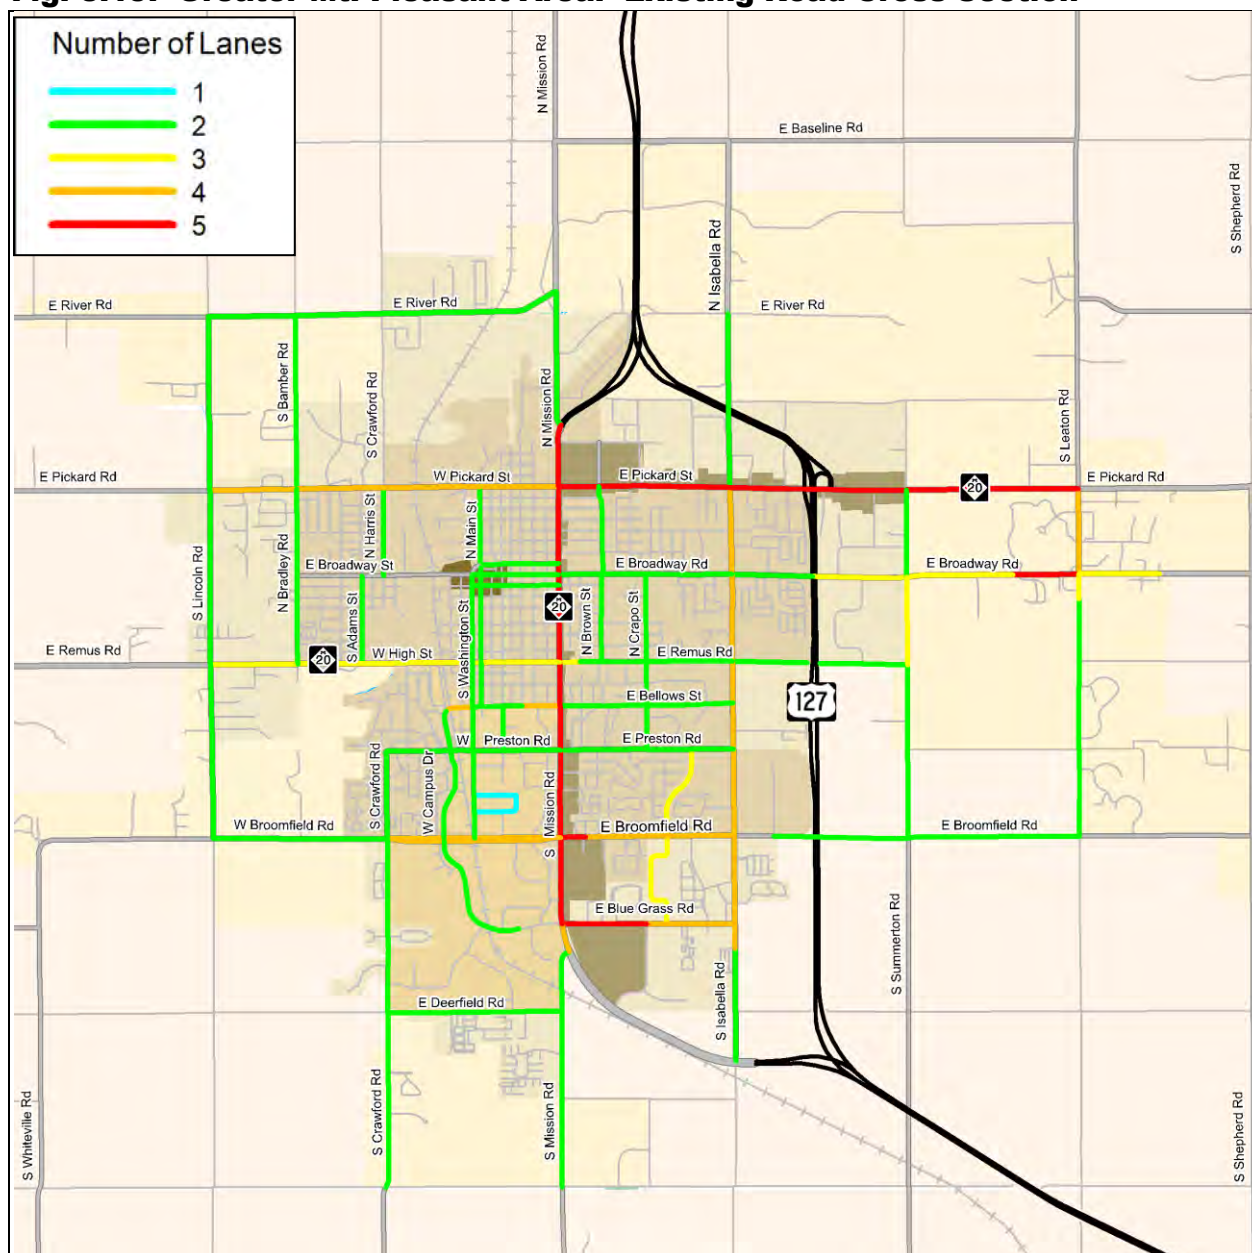 Number of Lanes
1
2
3
4
5
N Mission Rd
E Baseline Rd
S Shepherd Rd
N Isabella Rd
E River Rd
E River Rd
E River Rd
S Bamber Rd
S Crawford Rd
N Mission Rd
S Leaton Rd
E Pickard Rd
W Pickard St
E Pickard St
20
E Pickard Rd
N Harris St
N Main St
S Lincoln Rd
N Bradley Rd
E Broadway St
E Broadway Rd
E Broadway Rd
S Adams St
S Washington St
20
N Brown St
N Crapo St
E Remus Rd
20
W High St
E Remus Rd
E Bellows St
127
W Preston Rd
E Preston Rd
S Crawford Rd
W Campus Dr
S Mission Rd
W Broomfield Rd
E Broomfield Rd
E Broomfield Rd
E Blue Grass Rd
S Summerton Rd
E Deerfield Rd
S Isabella Rd
S Whiteville Rd
S Crawford Rd
S Mission Rd
S Shepherd Rd